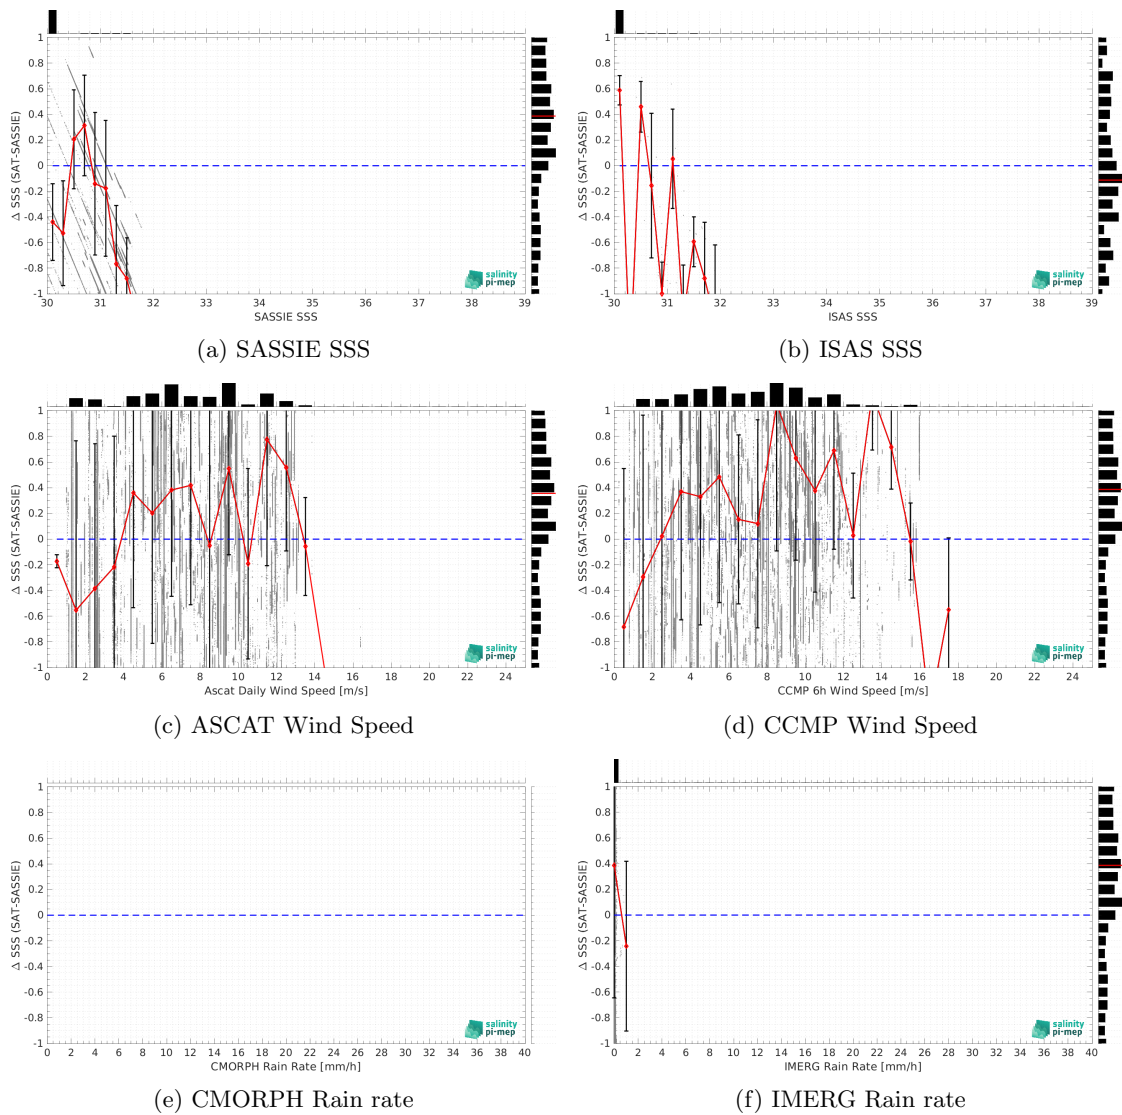 Δ SSS (SAT-SASSIE)
1
0.8
0.6
0.4
0.2
0
-0.2
-0.4
-0.6
-0.8
-1
30 31 32 33 34 35 36 37 38 39
SASSIE SSS
salinity
pi-mep
(a) SASSIE SSS
Δ SSS (SAT-SASSIE)
1
0.8
0.6
0.4
0.2
0
-0.2
-0.4
-0.6
-0.8
-1
30 31 32 33 34 35 36 37 38 39
ISAS SSS
salinity
pi-mep
(b) ISAS SSS
Δ SSS (SAT-SASSIE)
1
0.8
0.6
0.4
0.2
0
-0.2
-0.4
-0.6
-0.8
-1
0 2 4 6 8 10 12 14 16 18 20 22 24
Ascat Daily Wind Speed [m/s]
salinity
pi-mep
(c) ASCAT Wind Speed
Δ SSS (SAT-SASSIE)
1
0.8
0.6
0.4
0.2
0
-0.2
-0.4
-0.6
-0.8
-1
0 2 4 6 8 10 12 14 16 18 20 22 24
CCMP 6h Wind Speed [m/s]
salinity
pi-mep
(d) CCMP Wind Speed
Δ SSS (SAT-SASSIE)
1
0.8
0.6
0.4
0.2
0
-0.2
-0.4
-0.6
-0.8
-1
0 2 4 6 8 10 12 14 16 18 20 22 24 26 28 30 32 34 36 38 40
CMORPH Rain Rate [mm/h]
salinity
pi-mep
(e) CMORPH Rain rate
Δ SSS (SAT-SASSIE)
1
0.8
0.6
0.4
0.2
0
-0.2
-0.4
-0.6
-0.8
-1
0 2 4 6 8 10 12 14 16 18 20 22 24 26 28 30 32 34 36 38 40
IMERG Rain Rate [mm/h]
salinity
pi-mep
(f) IMERG Rain rate